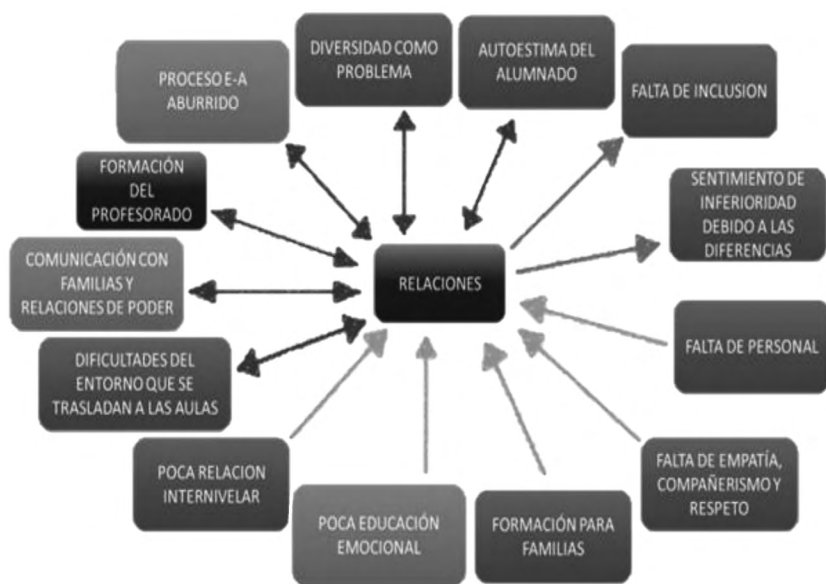 PROCESO E-A
ABURRIDO
DIVERSIDAD COMO
PROBLEMA
AUTOESTIMA DEL
ALUMNADO
FALTA DE INCLUSION
FORMACIÓN
DEL
PROFESORADO
SENTIMIENTO DE
INFERIORIDAD
DEBIDO A LAS
DIFERENCIAS
COMUNICACIÓN CON
FAMILIAS Y
RELACIONES DE PODER
RELACIONES
FALTA DE PERSONAL
DIFICULTADES DEL
ENTORNO QUE SE
TRASLADAN A LAS AULAS
POCA RELACION
INTERNIVELAR
POCA EDUCACIÓN
EMOCIONAL
FORMACIÓN PARA
FAMILIAS
FALTA DE EMPATÍA,
COMPAÑERISMO Y
RESPETO